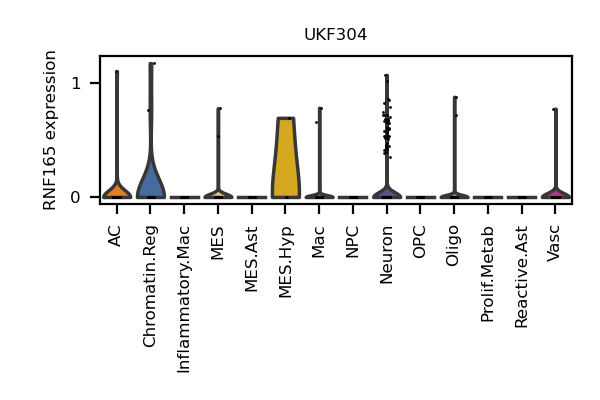 UKF304
RNF165 expression
1
0
AC
Chromatin.Reg
Inflammatory.Mac
MES
MES.Ast
MES.Hyp
Mac
NPC
Neuron
OPC
Oligo
Prolif.Metab
Reactive.Ast
Vasc